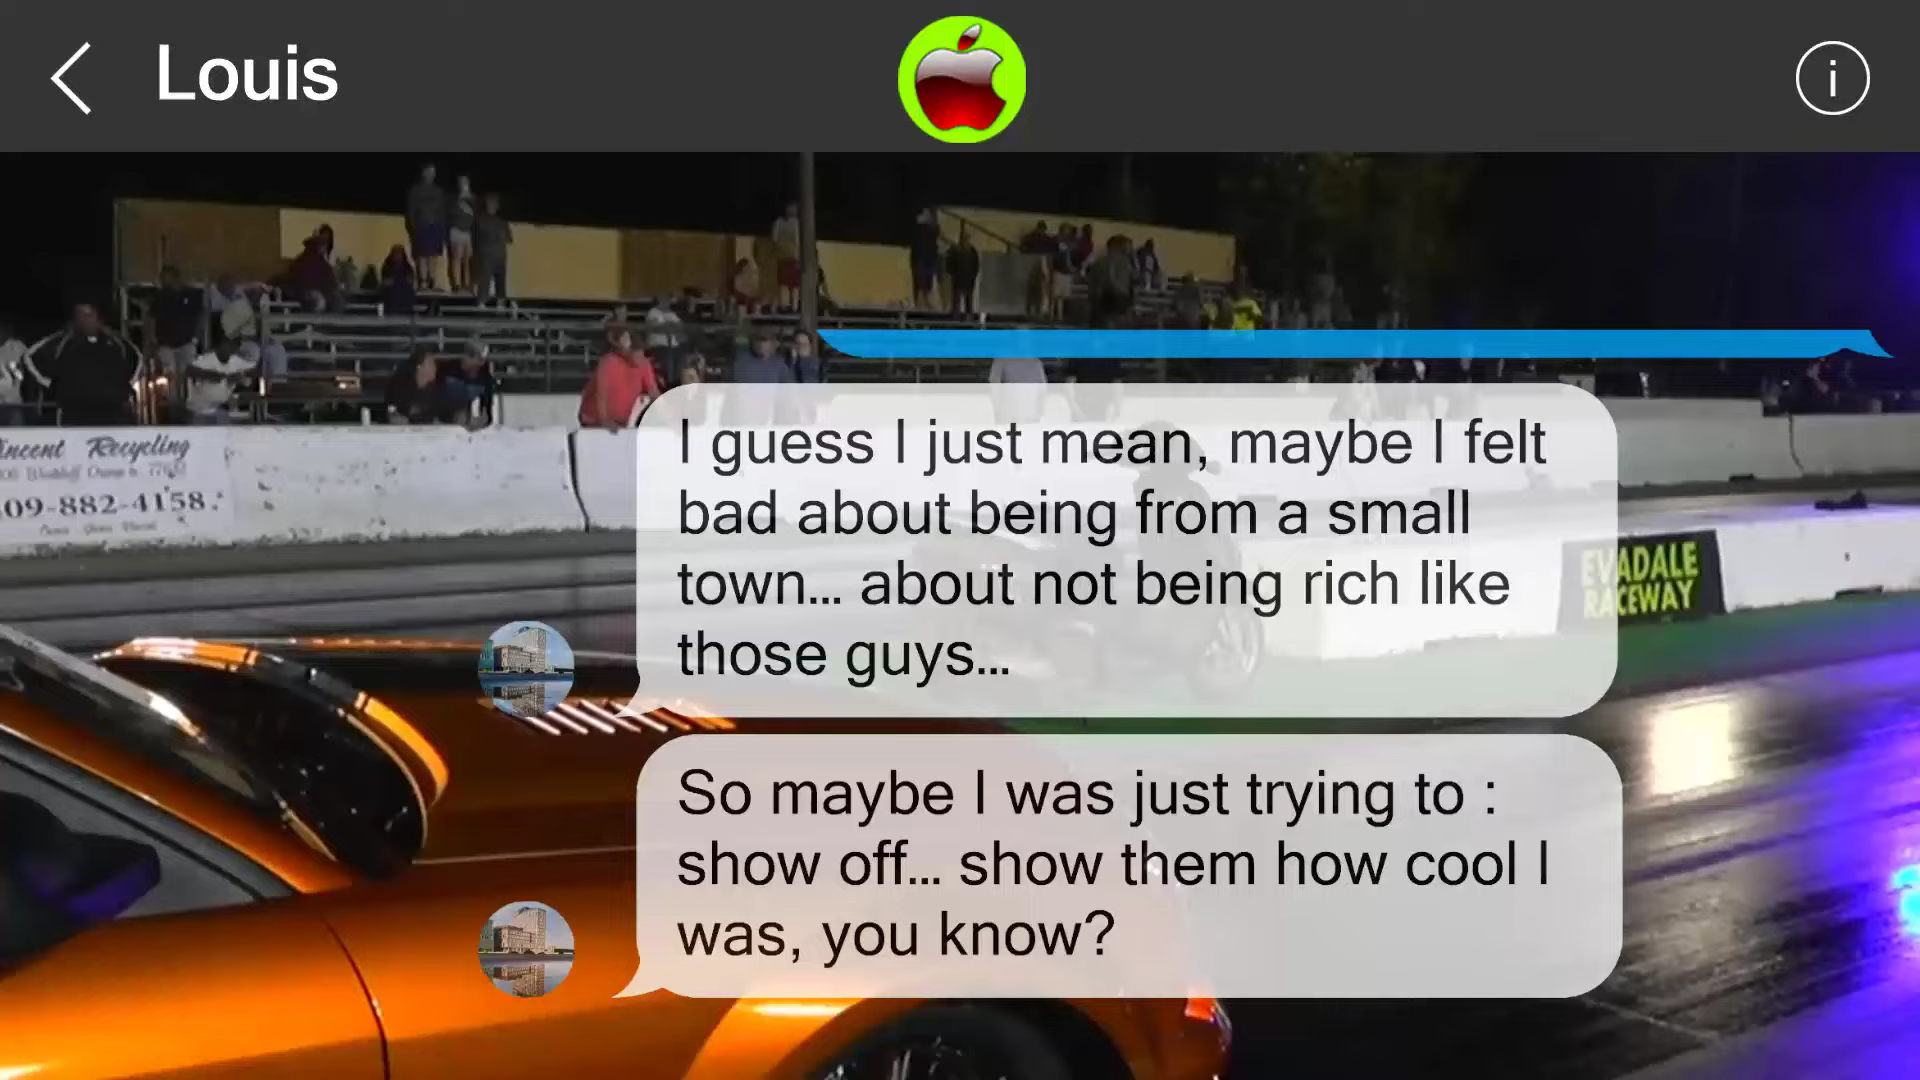 Louis
i
I guess I just mean, maybe I felt
bad about being from a small
town... about not being rich like
those guys...
So maybe I was just trying to :
show off... show them how cool I
was, you know?
Recycling
09-882-4158.
EVADALE
RACEWAY